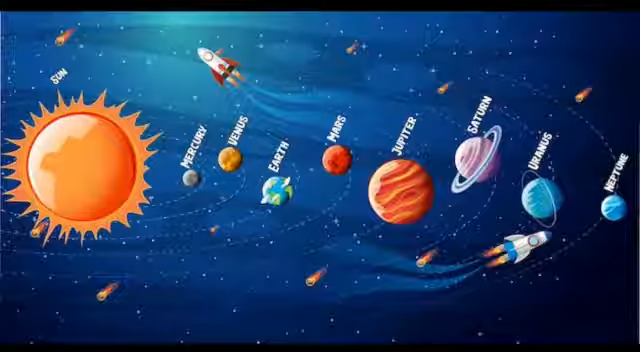 SUN
MERCURY
VENUS
EARTH
MARS
JUPITER
SATURN
URANUS
NEPTUNE